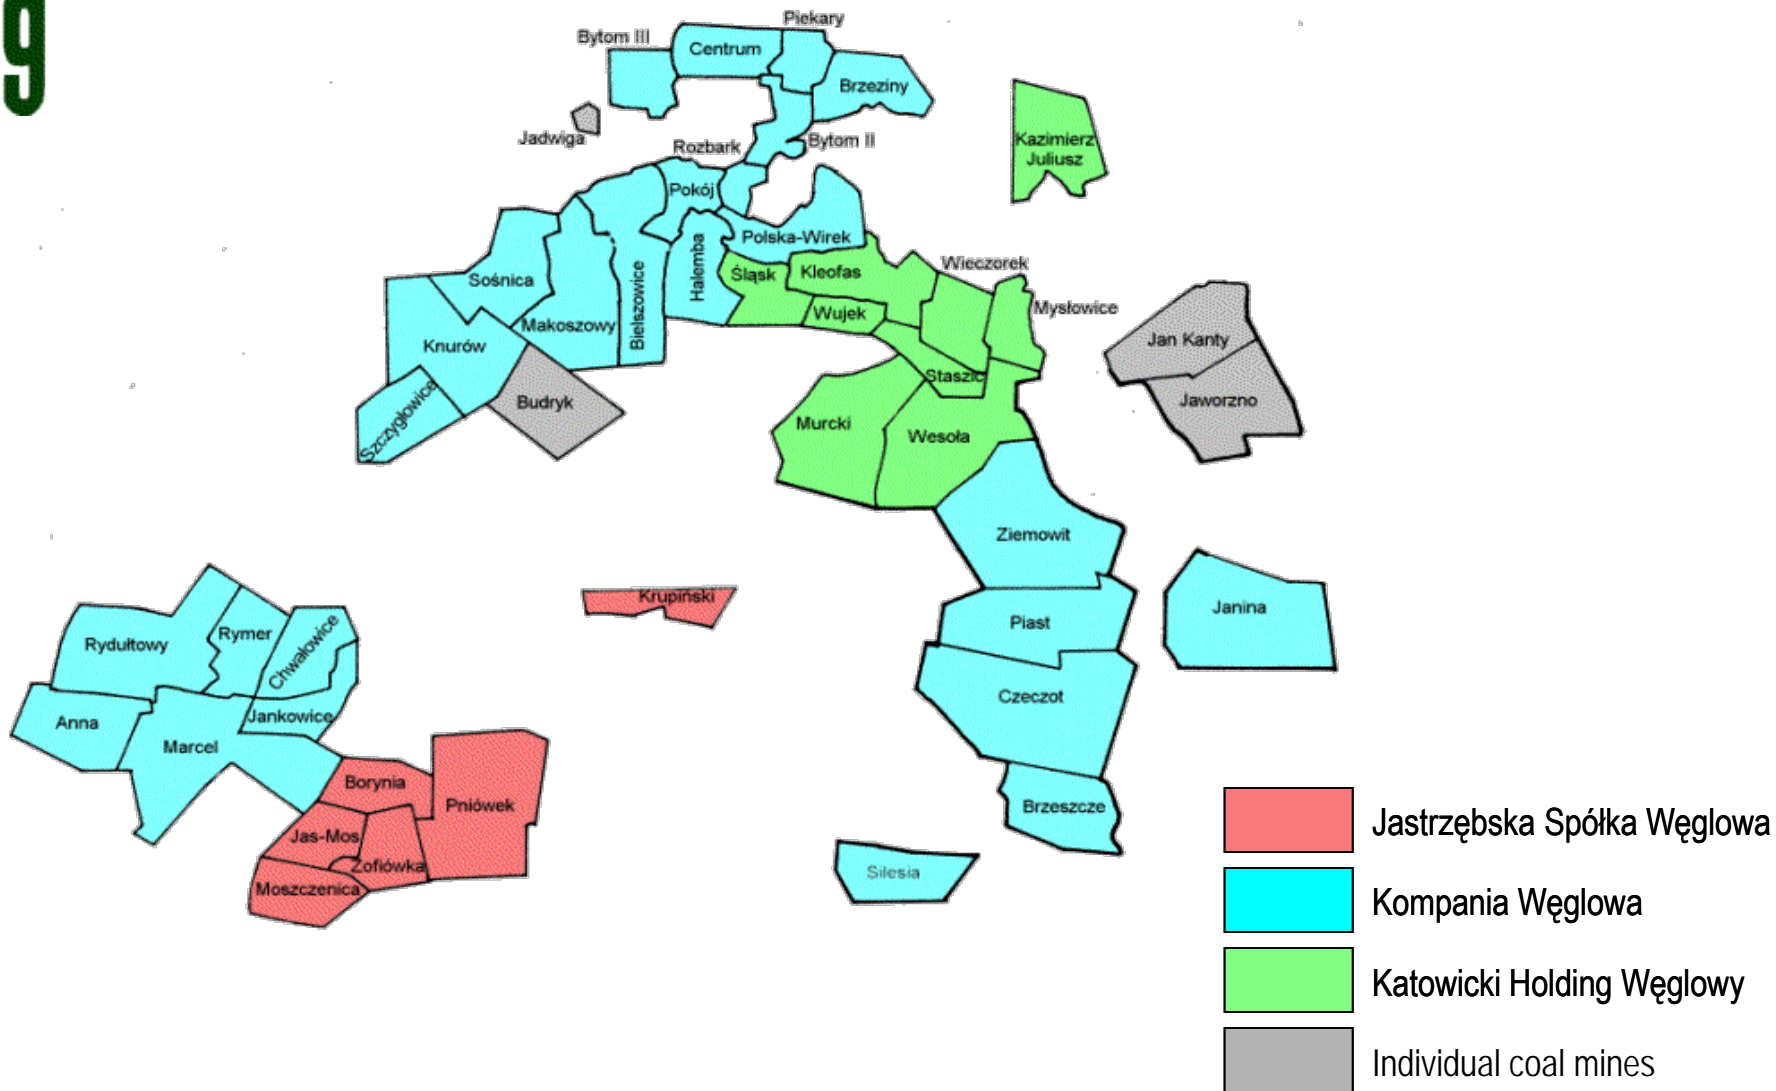 g
Piekary
Bytom III
Centrum
Brzeziny
Jadwiga
Rozbark
Bytom II
Kazimierz
Juliusz
Pokój
Polska-Wirek
Halemba
Śląsk
Kleofas
Wieczorek
Sośnica
Bielszowice
Wujek
Mysłowice
Makoszowy
Knurów
Jan Kanty
Staszic
Jaworzno
Szczygłowice
Budryk
Murcki
Wesoła
Ziemowit
Krupiński
Janina
Piast
Rydułtowy
Rymer
Chwałowice
Czeczot
Anna
Jankowice
Marcel
Borynia
Pniówek
Brzeszcze
Jas-Mos
Zofiówka
Moszczenica
Silesia
Jastrzębska Spółka Węglowa
Kompania Węglowa
Katowicki Holding Węglowy
Individual coal mines